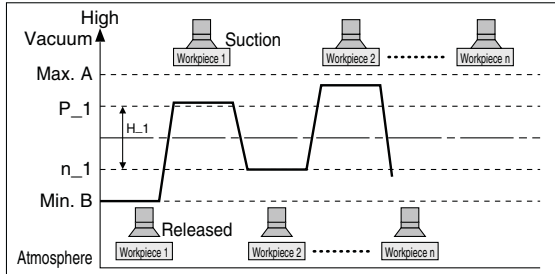 High
Vacuum
Suction
Workpiece 1
Workpiece 2
Workpiece n
Max. A
P_1
H_1
n_1
Min. B
Released
Workpiece 1
Workpiece 2
Workpiece n
Atmosphere